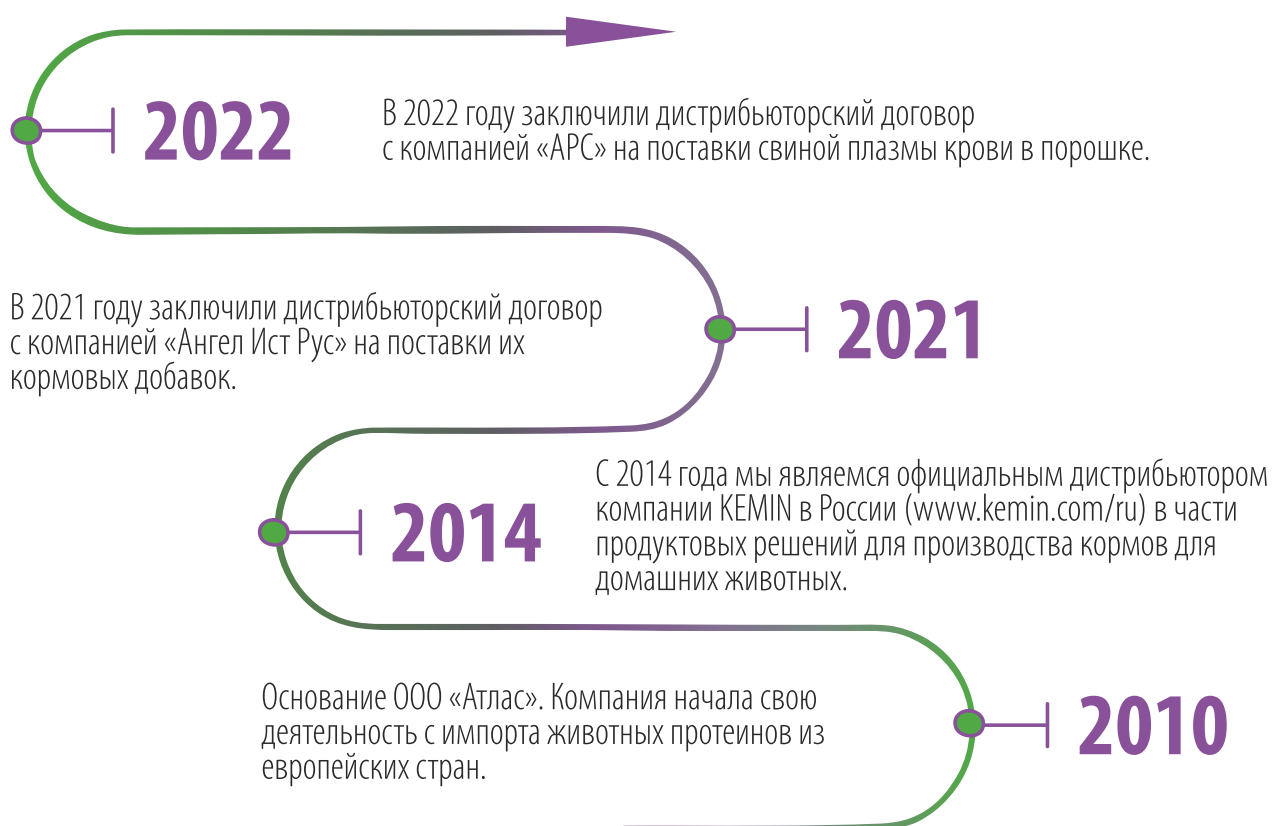 2022
В 2022 году заключили дистрибьюторский договор
с компанией «АРС» на поставки свиной плазмы крови в порошке.
В 2021 году заключили дистрибьюторский договор
с компанией «Ангел Ист Рус» на поставки их
кормовых добавок.
2021
2014
С 2014 года мы являемся официальным дистрибьютором
компании KEMIN в России (www.kemin.com/ru) в части
продуктовых решений для производства кормов для
домашних животных.
Основание ООО «Атлас». Компания начала свою
деятельность с импорта животных протеинов из
европейских стран.
2010